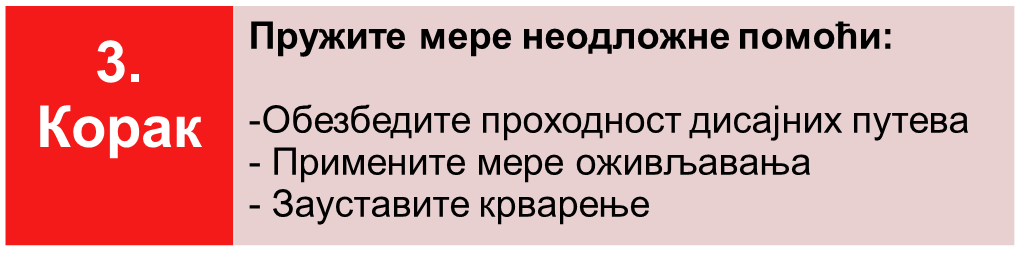 3.
Корак
Пружите мере неодложне помоћи:
-Обезбедите проходност дисајних путева
- Примените мере оживљавања
- Зауставите крварење